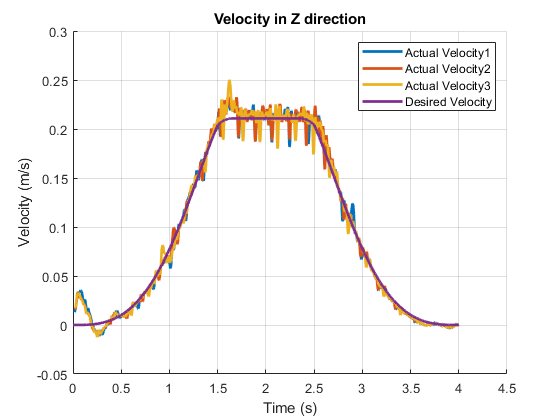 Velocity in Z direction
Actual Velocity1
Actual Velocity2
Actual Velocity3
Desired Velocity
Velocity (m/s)
0.3
0.25
0.2
0.15
0.1
0.05
0
-0.05
0 0.5 1 1.5 2 2.5 3 3.5 4 4.5
Time (s)